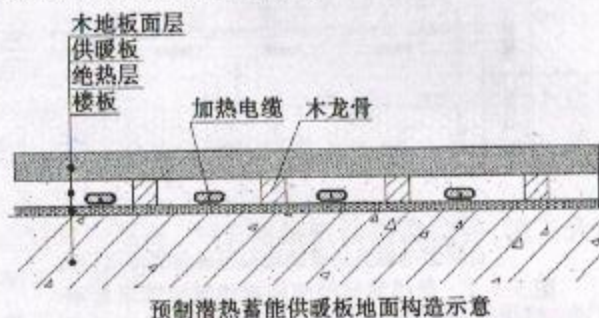 木地板面层
供暖板
绝热层
楼板
加热电缆 木龙骨
预制潜热蓄能供暖板地面构造示意